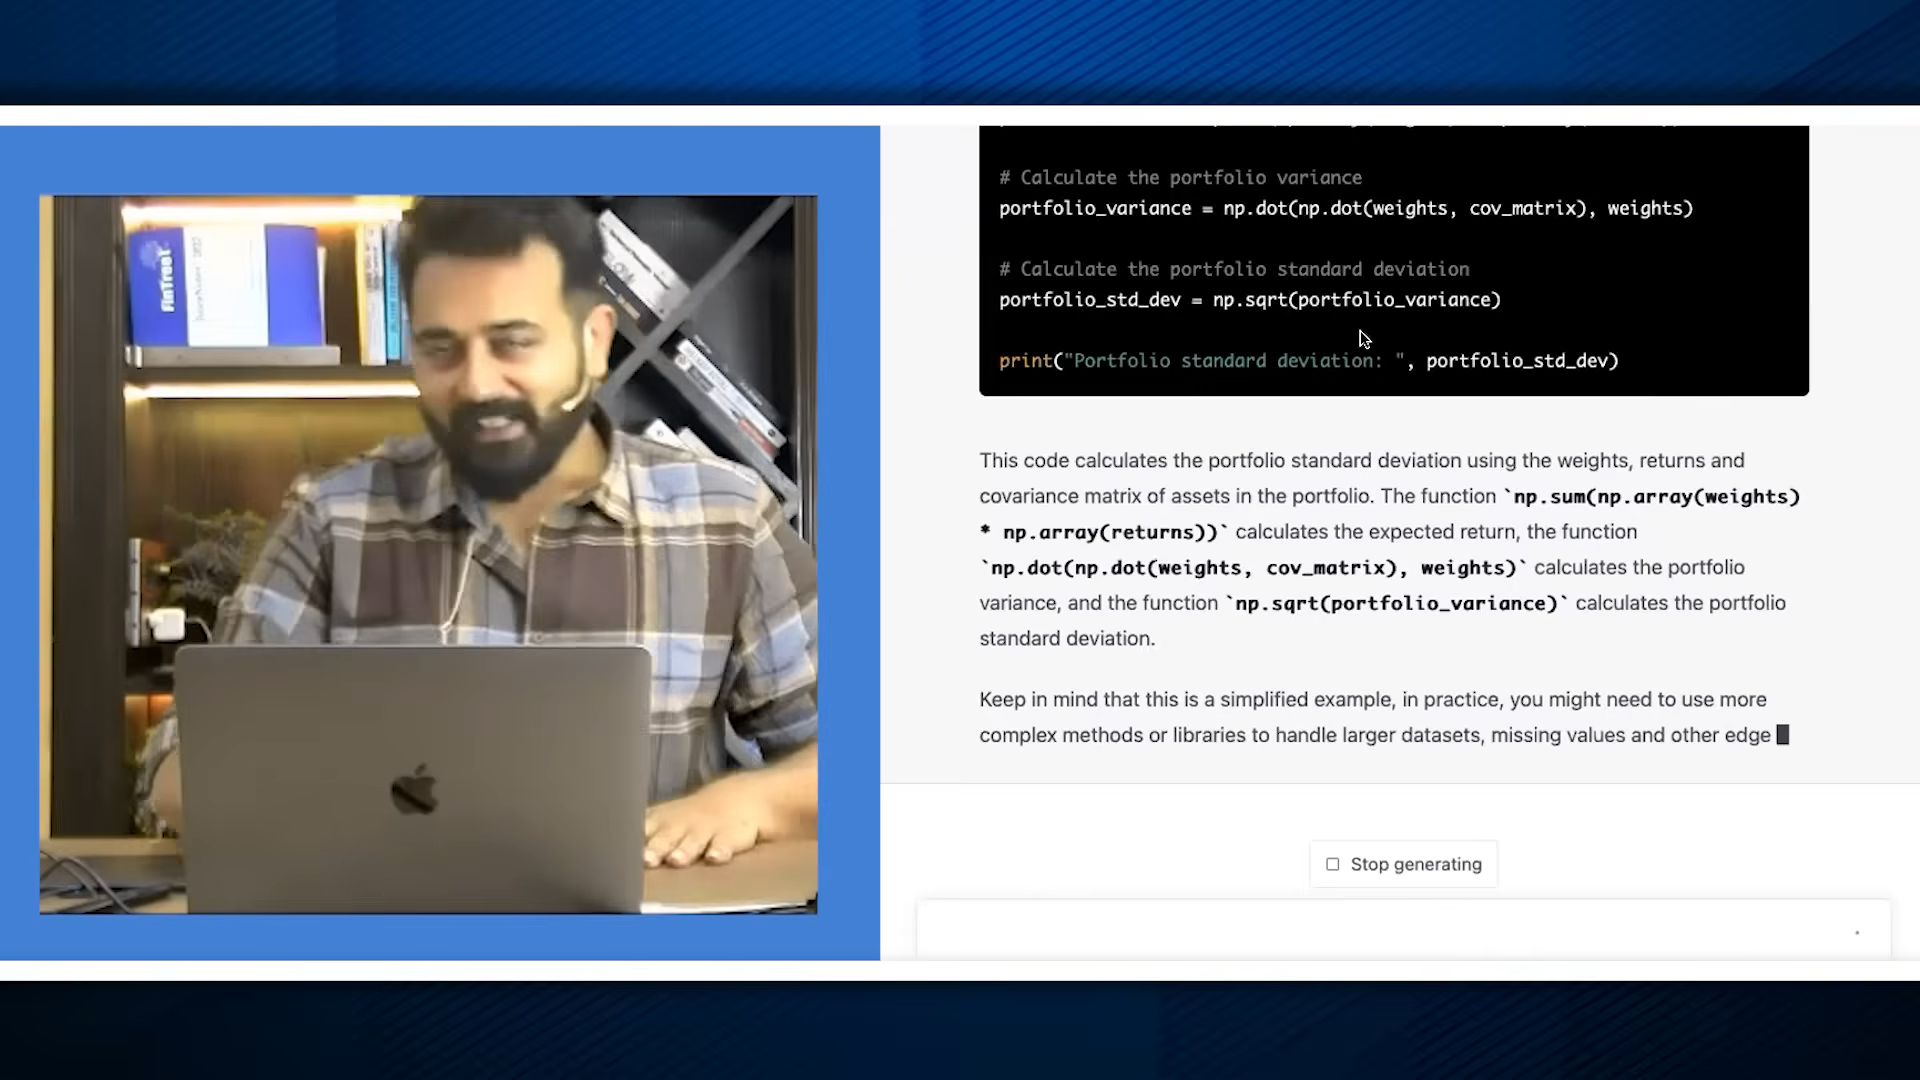 FinTree
# Calculate the portfolio variance
portfolio_variance = np.dot(np.dot(weights, cov_matrix), weights)
# Calculate the portfolio standard deviation
portfolio_std_dev = np.sqrt(portfolio_variance)
print("Portfolio standard deviation: ", portfolio_std_dev)
This code calculates the portfolio standard deviation using the weights, returns and
covariance matrix of assets in the portfolio. The function `np.sum(np.array(weights)
* np.array(returns))` calculates the expected return, the function
`np.dot(np.dot(weights, cov_matrix), weights)` calculates the portfolio
variance, and the function `np.sqrt(portfolio_variance)` calculates the portfolio
standard deviation.
Keep in mind that this is a simplified example, in practice, you might need to use more
complex methods or libraries to handle larger datasets, missing values and other edge
Stop generating